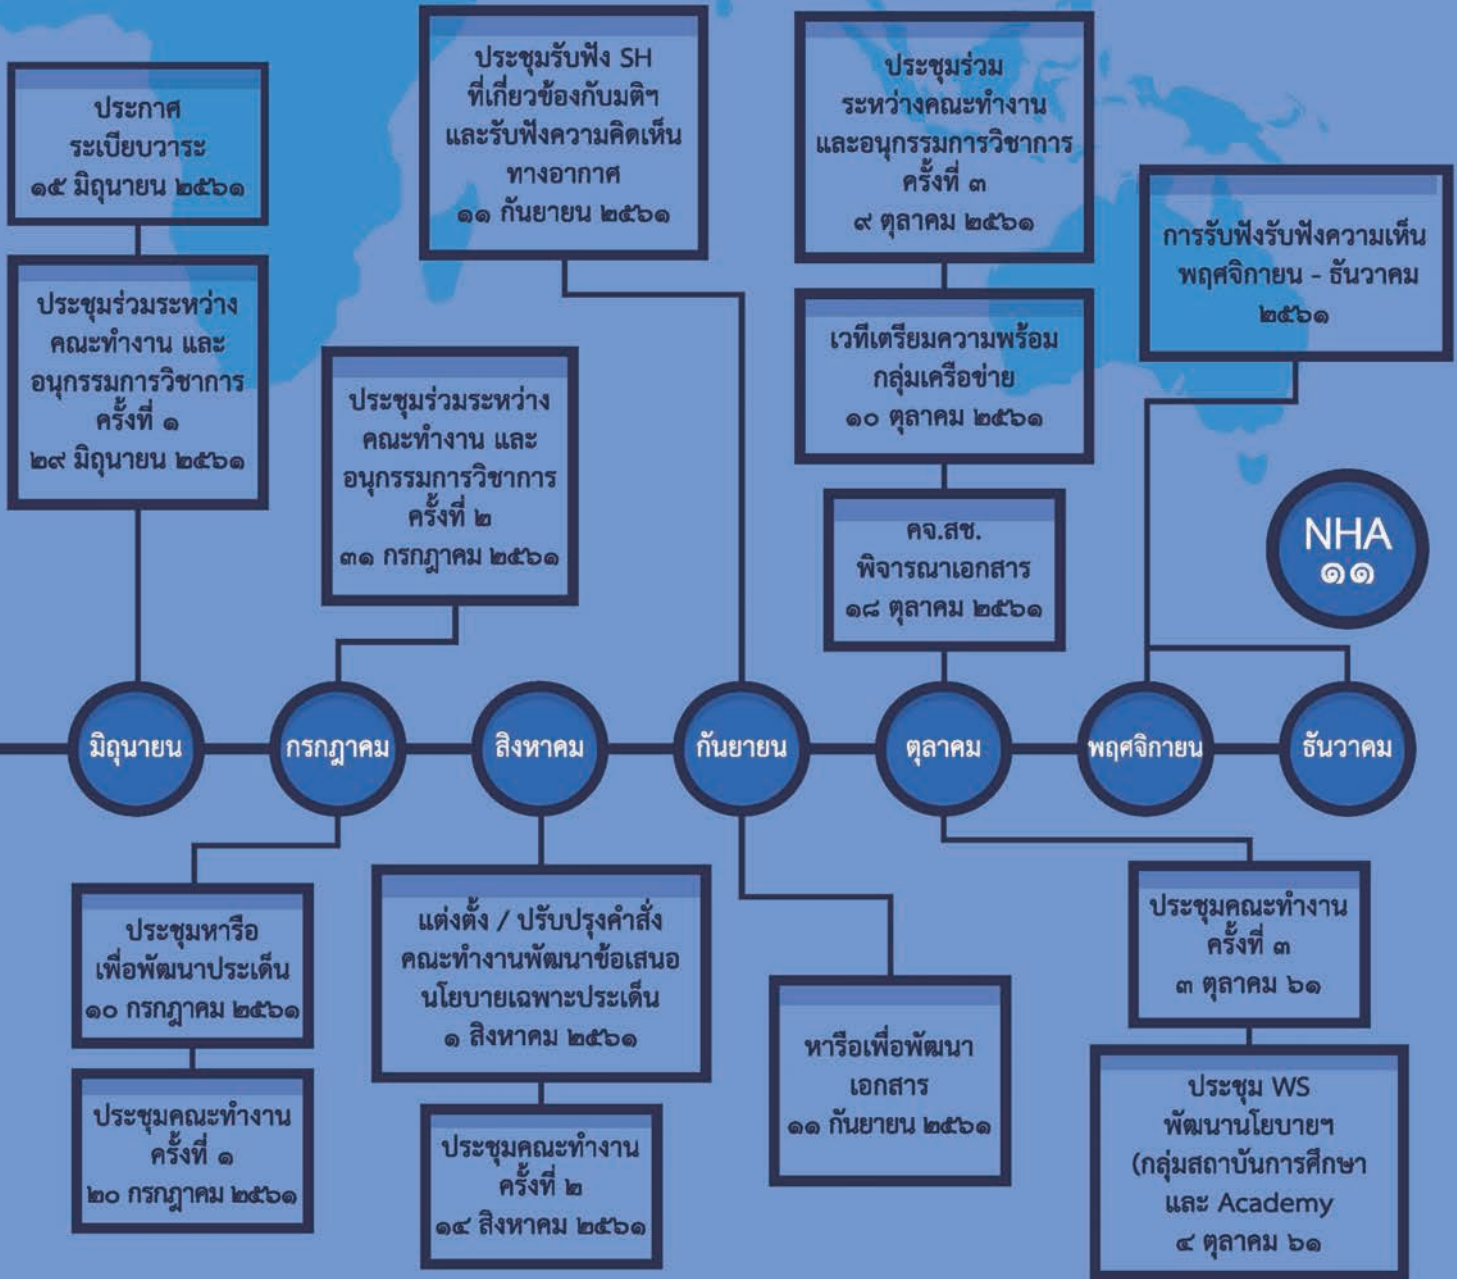 ประกาศ
ระเบียบวาระ
๑๕ มิถุนายน ๒๕๖๑
ประชุมร่วมระหว่าง
คณะทำงาน และ
อนุกรรมการวิชาการ
ครั้งที่ ๑
๒๙ มิถุนายน ๒๕๖๑
ประชุมร่วมระหว่าง
คณะทำงาน และ
อนุกรรมการวิชาการ
ครั้งที่ ๒
๓๑ กรกฎาคม ๒๕๖๑
ประชุมรับฟัง SH
ที่เกี่ยวข้องกับมติฯ
และรับฟังความคิดเห็น
ทางอากาศ
๑๑ กันยายน ๒๕๖๑
ประชุมร่วม
ระหว่างคณะทำงาน
และอนุกรรมการวิชาการ
ครั้งที่ ๓
๙ ตุลาคม ๒๕๖๑
เวทีเตรียมความพร้อม
กลุ่มเครือข่าย
๑๐ ตุลาคม ๒๕๖๑
คจ.สช.
พิจารณาเอกสาร
๑๘ ตุลาคม ๒๕๖๑
การรับฟังรับฟังความเห็น
พฤศจิกายน - ธันวาคม
๒๕๖๑
NHA
๑๑
มิถุนายน
กรกฎาคม
สิงหาคม
กันยายน
ตุลาคม
พฤศจิกายน
ธันวาคม
ประชุมหารือ
เพื่อพัฒนาประเด็น
๑๐ กรกฎาคม ๒๕๖๑
ประชุมคณะทำงาน
ครั้งที่ ๑
๒๐ กรกฎาคม ๒๕๖๑
แต่งตั้ง / ปรับปรุงคำสั่ง
คณะทำงานพัฒนาข้อเสนอ
นโยบายเฉพาะประเด็น
๑ สิงหาคม ๒๕๖๑
ประชุมคณะทำงาน
ครั้งที่ ๒
๑๔ สิงหาคม ๒๕๖๑
หารือเพื่อพัฒนา
เอกสาร
๑๑ กันยายน ๒๕๖๑
ประชุมคณะทำงาน
ครั้งที่ ๓
๓ ตุลาคม ๖๑
ประชุม WS
พัฒนานโยบายฯ
(กลุ่มสถาบันการศึกษา
และ Academy
๔ ตุลาคม ๖๑